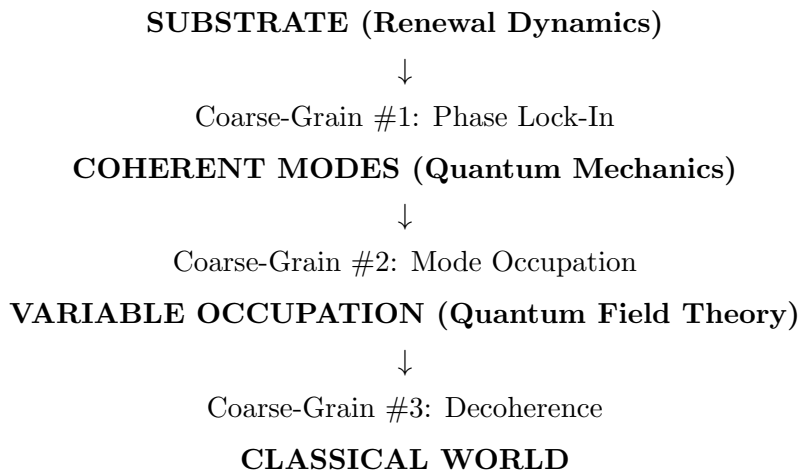 SUBSTRATE (Renewal Dynamics)
↓
Coarse-Grain #1: Phase Lock-In
COHERENT MODES (Quantum Mechanics)
↓
Coarse-Grain #2: Mode Occupation
VARIABLE OCCUPATION (Quantum Field Theory)
↓
Coarse-Grain #3: Decoherence
CLASSICAL WORLD